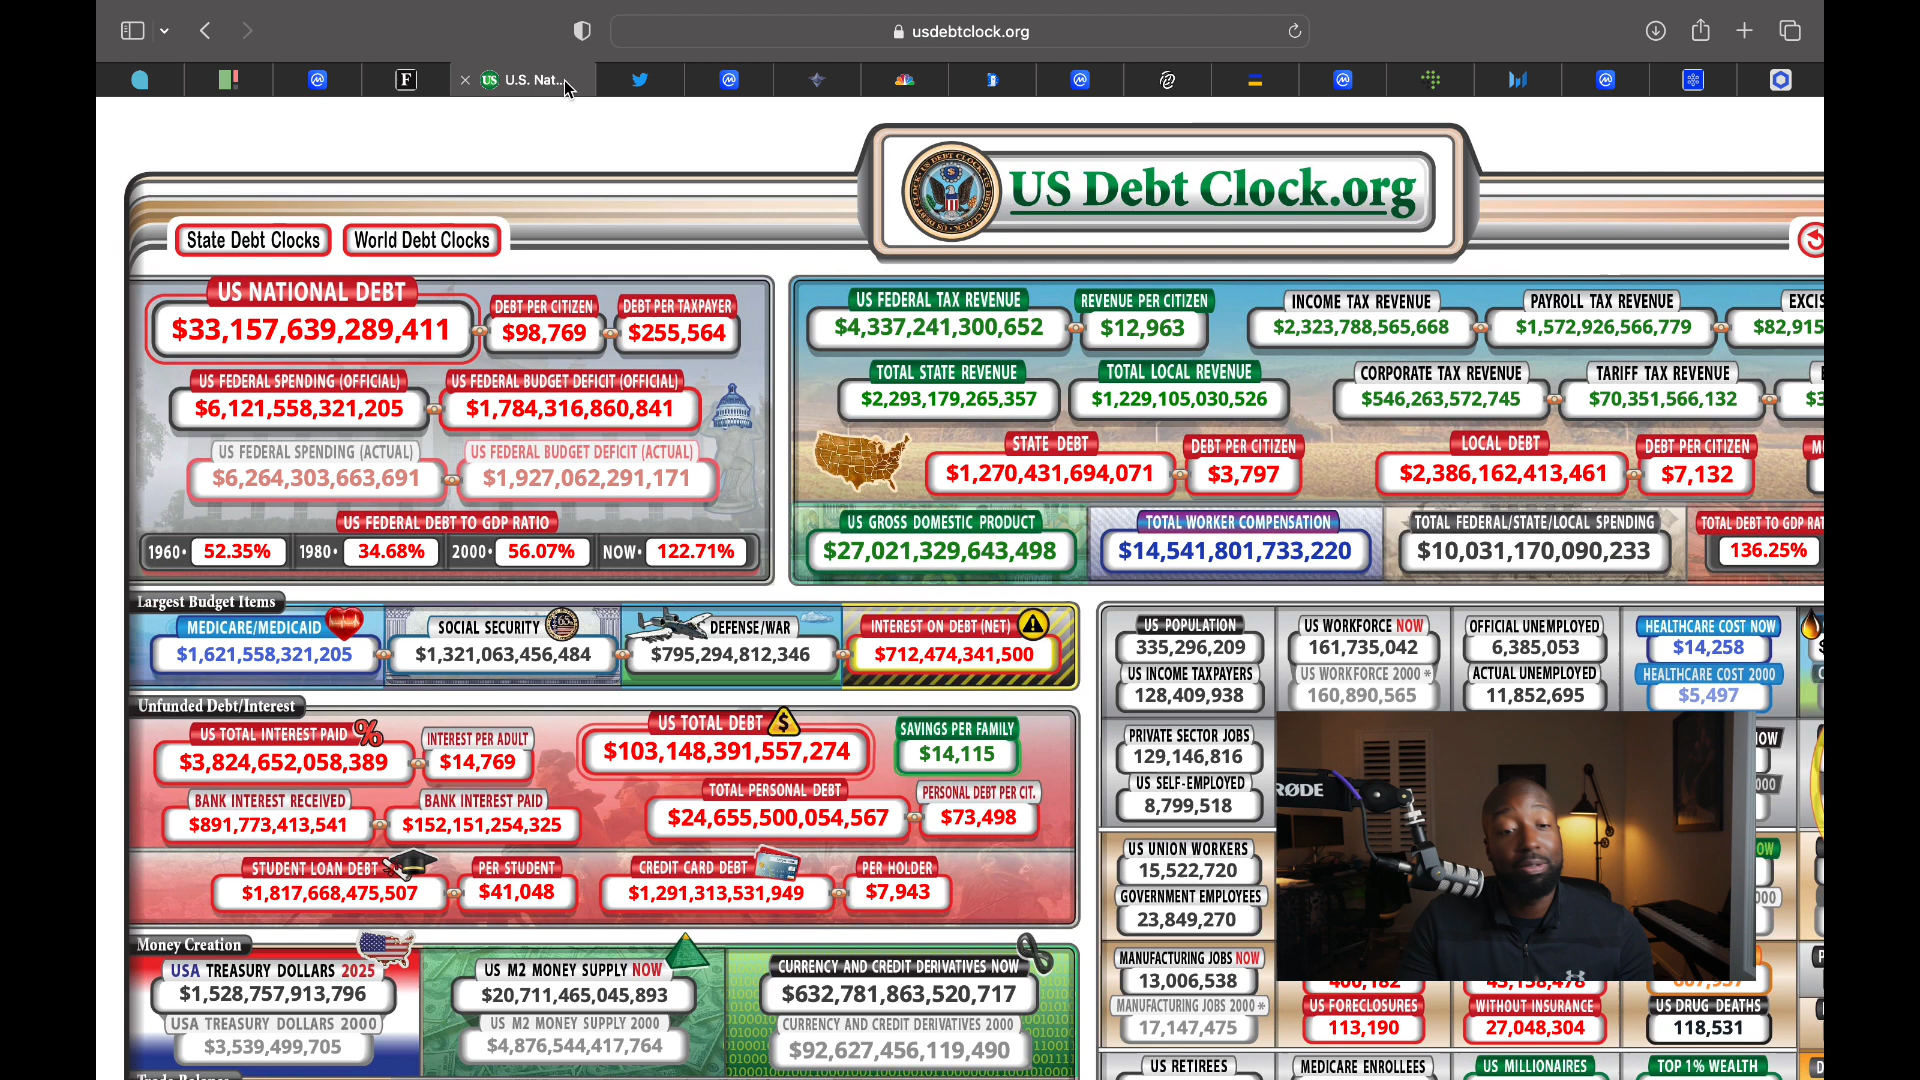 usdebtclock.org
US U.S. Nat...
US Debt Clock.org
State Debt Clocks
World Debt Clocks
US NATIONAL DEBT
$33,157,639,289,411
DEBT PER CITIZEN
$98,769
DEBT PER TAXPAYER
$255,564
US FEDERAL SPENDING (OFFICIAL)
$6,121,558,321,205
US FEDERAL BUDGET DEFICIT (OFFICIAL)
$1,784,316,860,841
US FEDERAL SPENDING (ACTUAL)
$6,264,303,663,691
US FEDERAL BUDGET DEFICIT (ACTUAL)
$1,927,062,291,171
US FEDERAL DEBT TO GDP RATIO
1960• 52.35% 1980• 34.68% 2000• 56.07% NOW• 122.71%
US FEDERAL TAX REVENUE
$4,337,241,300,652
REVENUE PER CITIZEN
$12,963
INCOME TAX REVENUE
$2,323,788,565,668
PAYROLL TAX REVENUE
$1,572,926,566,779
EXCIS
$82,915
TOTAL STATE REVENUE
$2,293,179,265,357
TOTAL LOCAL REVENUE
$1,229,105,030,526
CORPORATE TAX REVENUE
$546,263,572,745
TARIFF TAX REVENUE
$70,351,566,132
STATE DEBT
$1,270,431,694,071
DEBT PER CITIZEN
$3,797
LOCAL DEBT
$2,386,162,413,461
DEBT PER CITIZEN
$7,132
US GROSS DOMESTIC PRODUCT
$27,021,329,643,498
TOTAL WORKER COMPENSATION
$14,541,801,733,220
TOTAL FEDERAL/STATE/LOCAL SPENDING
$10,031,170,090,233
TOTAL DEBT TO GDP RAT
136.25%
Largest Budget Items
MEDICARE/MEDICAID
$1,621,558,321,205
SOCIAL SECURITY
$1,321,063,456,484
DEFENSE/WAR
$795,294,812,346
INTEREST ON DEBT (NET)
$712,474,341,500
Unfunded Debt/Interest
US TOTAL INTEREST PAID
$3,824,652,058,389
INTEREST PER ADULT
$14,769
US TOTAL DEBT
$103,148,391,557,274
SAVINGS PER FAMILY
$14,115
BANK INTEREST RECEIVED
$891,773,413,541
BANK INTEREST PAID
$152,151,254,325
TOTAL PERSONAL DEBT
$24,655,500,054,567
PERSONAL DEBT PER CIT.
$73,498
STUDENT LOAN DEBT
$1,817,668,475,507
PER STUDENT
$41,048
CREDIT CARD DEBT
$1,291,313,531,949
PER HOLDER
$7,943
Money Creation
USA TREASURY DOLLARS 2025
$1,528,757,913,796
USA TREASURY DOLLARS 2000
$3,539,499,705
US M2 MONEY SUPPLY NOW
$20,711,465,045,893
US M2 MONEY SUPPLY 2000
$4,876,544,417,764
CURRENCY AND CREDIT DERIVATIVES NOW
$632,781,863,520,717
CURRENCY AND CREDIT DERIVATIVES 2000
$92,627,456,119,490
US POPULATION
335,296,209
US INCOME TAXPAYERS
128,409,938
US WORKFORCE NOW
161,735,042
US WORKFORCE 2000 *
160,890,565
OFFICIAL UNEMPLOYED
6,385,053
ACTUAL UNEMPLOYED
11,852,695
HEALTHCARE COST NOW
$14,258
HEALTHCARE COST 2000
$5,497
PRIVATE SECTOR JOBS
129,146,816
US SELF-EMPLOYED
8,799,518
RØDE
US UNION WORKERS
15,522,720
GOVERNMENT EMPLOYEES
23,849,270
MANUFACTURING JOBS NOW
13,006,538
MANUFACTURING JOBS 2000 *
17,147,475
US FORECLOSURES
113,190
WITHOUT INSURANCE
27,048,304
US DRUG DEATHS
118,531
US RETIREES
MEDICARE ENROLLEES
US MILLIONAIRES
TOP 1% WEALTH